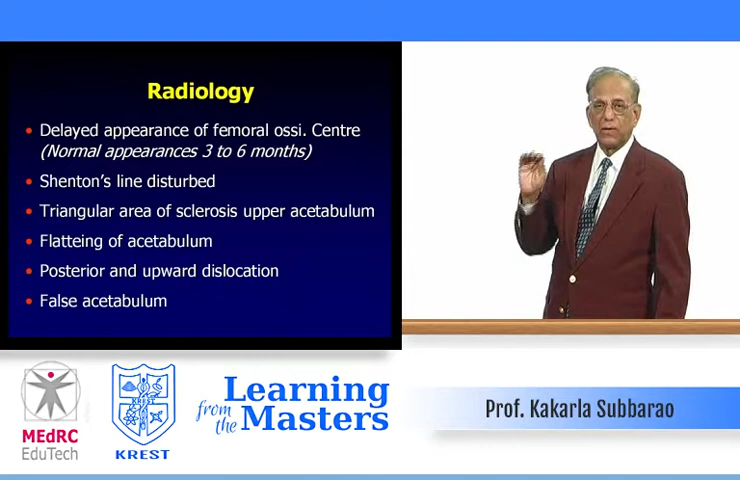 Radiology
• Delayed appearance of femoral ossi. Centre
(Normal appearances 3 to 6 months)
• Shenton's line disturbed
• Triangular area of sclerosis upper acetabulum
• Flatteing of acetabulum
• Posterior and upward dislocation
• False acetabulum
MEdRC
EduTech
KREST
KREST
Learning
from the Masters
Prof. Kakarla Subbarao